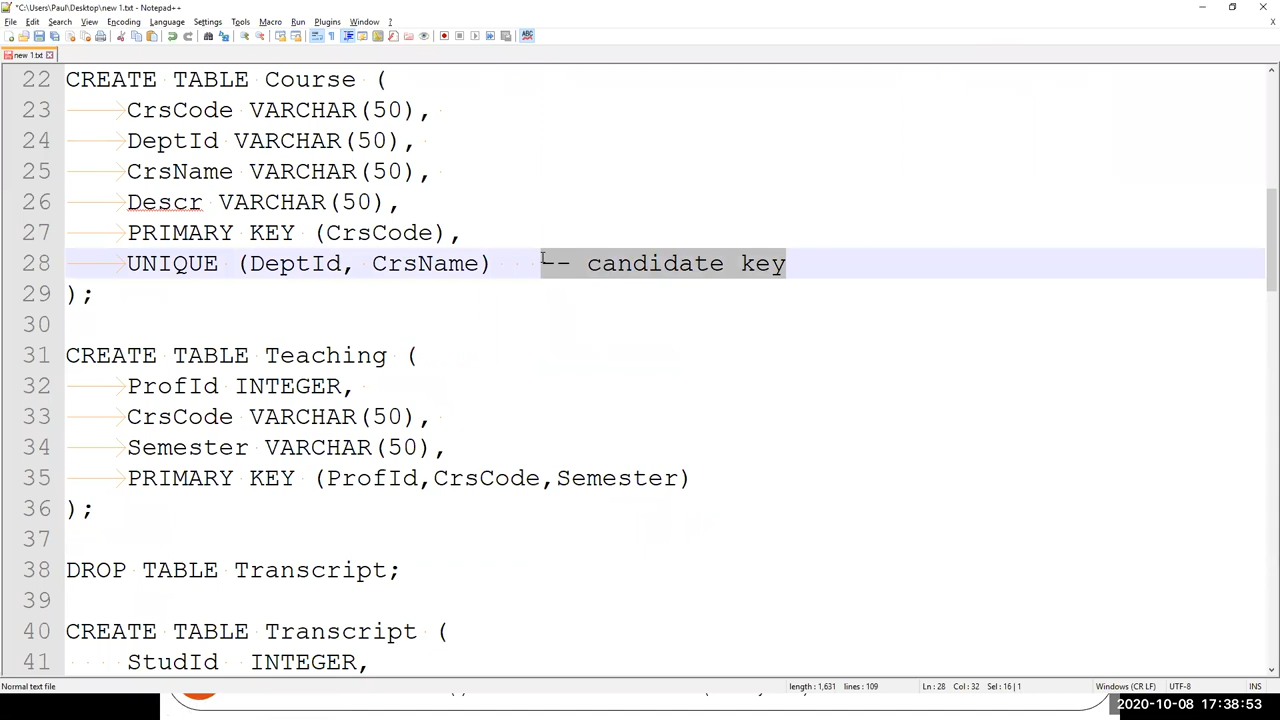 *C:\Users\Paul\Desktop\new 1.txt - Notepad++
File Edit Search View Encoding Language Settings Tools Macro Run Plugins Window ?
new 1.txt
22 CREATE TABLE Course (
23 CrsCode VARCHAR(50),
24 DeptId VARCHAR(50),
25 CrsName VARCHAR(50),
26 Descr VARCHAR(50),
27 PRIMARY KEY (CrsCode),
28 UNIQUE (DeptId, CrsName) -- candidate key
29 );
30
31 CREATE TABLE Teaching (
32 ProfId INTEGER,
33 CrsCode VARCHAR(50),
34 Semester VARCHAR(50),
35 PRIMARY KEY (ProfId,CrsCode,Semester)
36 );
37
38 DROP TABLE Transcript;
39
40 CREATE TABLE Transcript (
41 StudId INTEGER,
Normal text file length : 1,631 lines : 109 Ln : 28 Col : 32 Sel : 16 | 1 Windows (CR LF) UTF-8 INS
2020-10-08 17:38:53